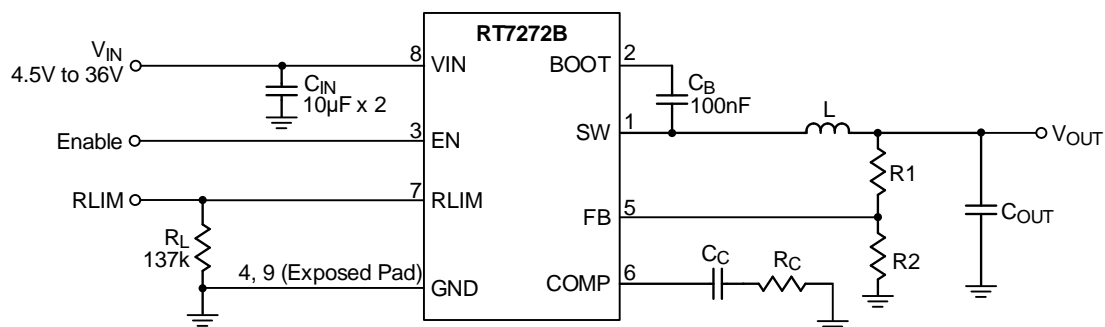 RT7272B
VIN
4.5V to 36V
8
VIN
BOOT
2
CIN
10µF x 2
CB
100nF
L
Enable
3
EN
SW
1
VOUT
R1
RLIM
7
RLIM
FB
5
COUT
RL
137k
R2
4, 9 (Exposed Pad)
GND
COMP
6
CC
RC